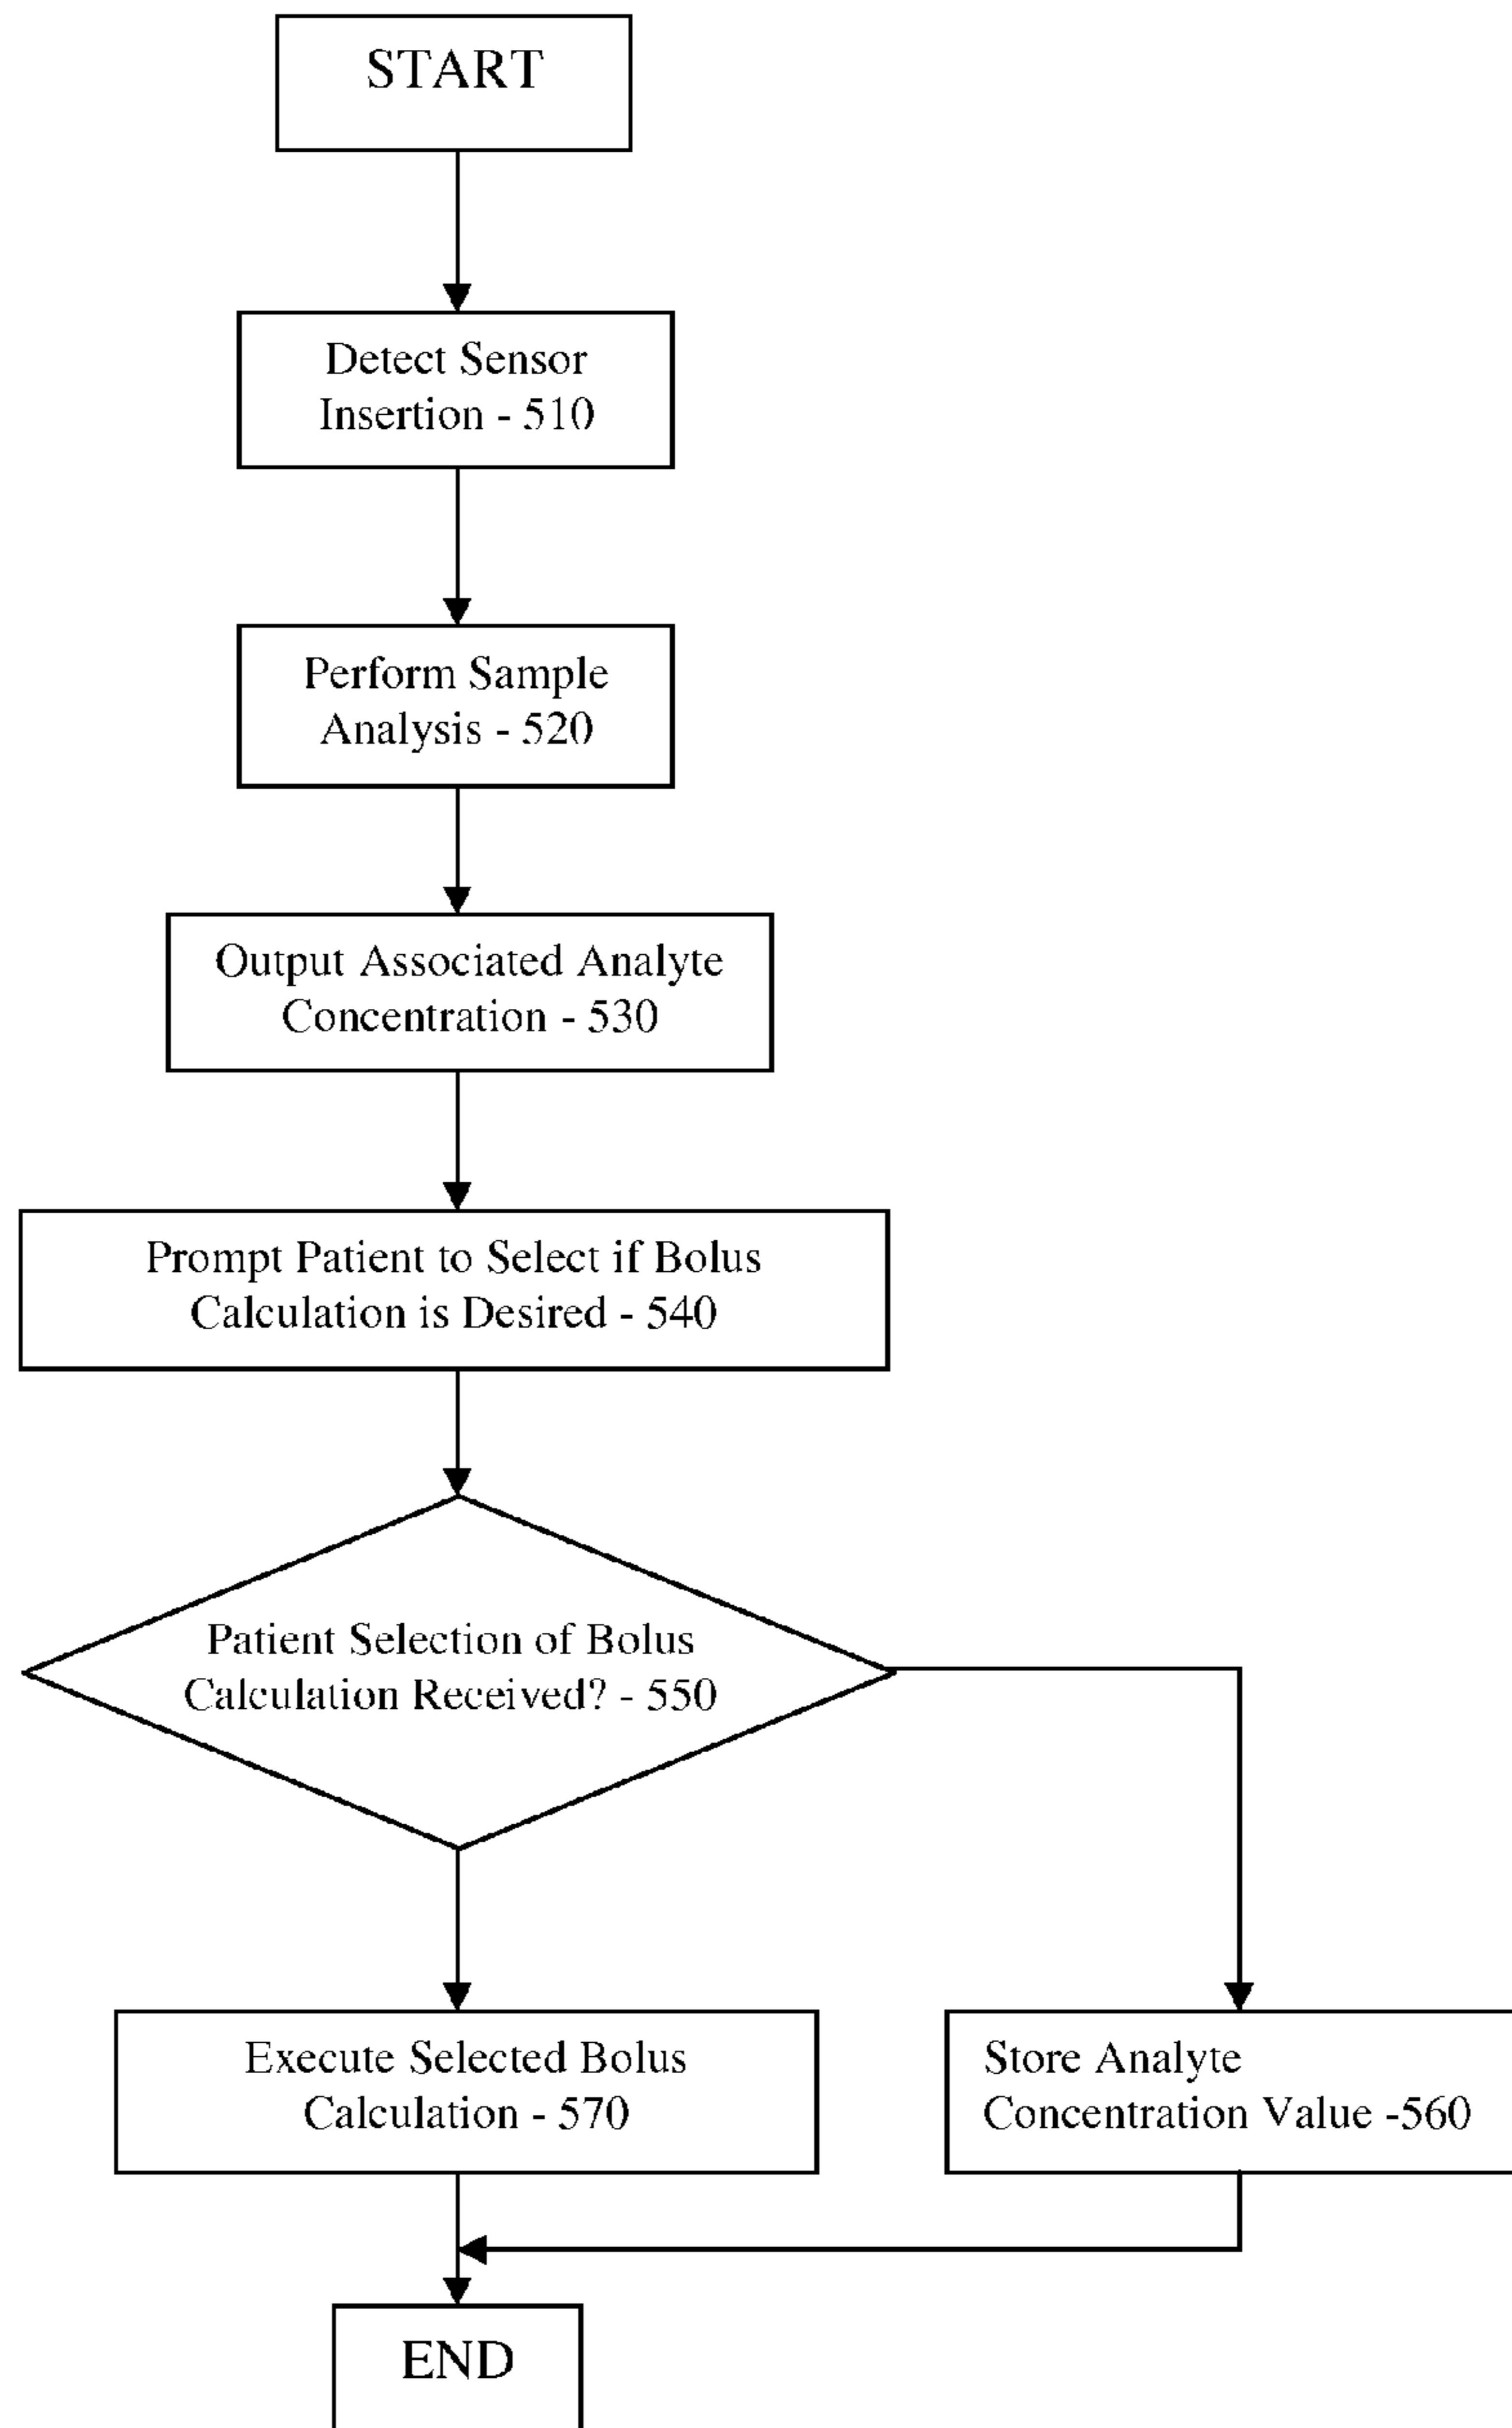 START
Detect Sensor
Insertion - 510
Perform Sample
Analysis - 520
Output Associated Analyte
Concentration - 530
Prompt Patient to Select if Bolus
Calculation is Desired - 540
Patient Selection of Bolus
Calculation Received? - 550
Execute Selected Bolus
Calculation - 570
Store Analyte
Concentration Value -560
END